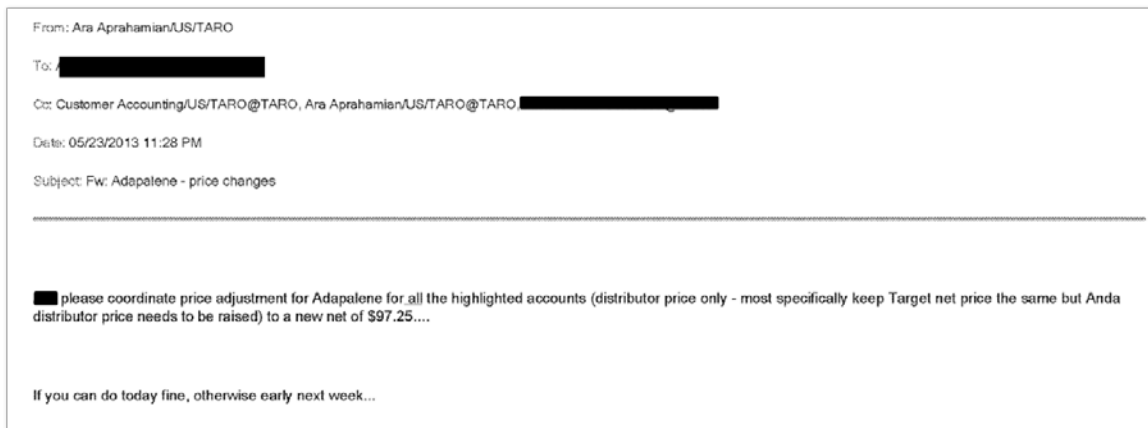 From: Ara Aprahamian/US/TARO
To:
Cc: Customer Accounting/US/TARO@TARO, Ara Aprahamian/US/TARO@TARO,
Date: 05/23/2013 11:28 PM
Subject: Fw: Adapalene - price changes
please coordinate price adjustment for Adapalene for all the highlighted accounts (distributor price only - most specifically keep Target net price the same but Anda
distributor price needs to be raised) to a new net of $97.25....
If you can do today fine, otherwise early next week...